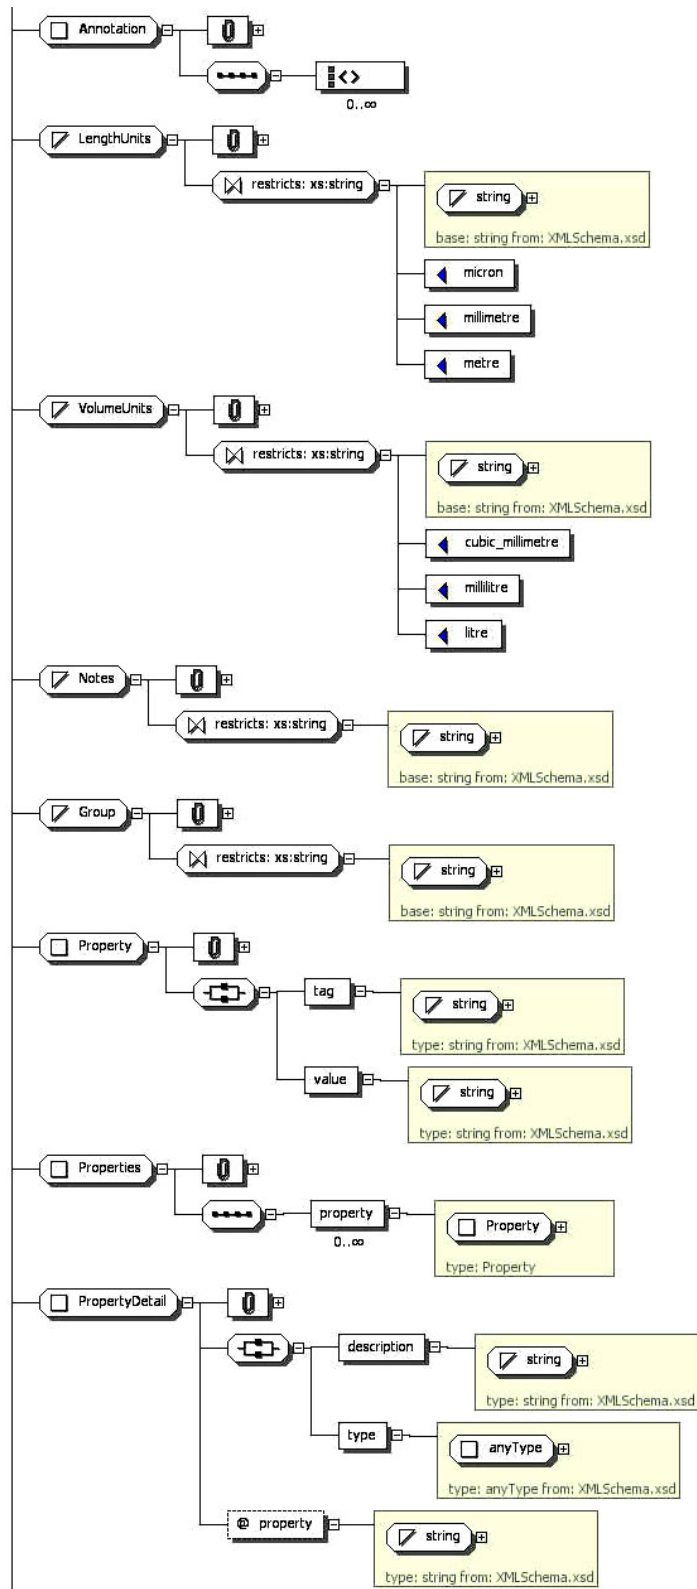 Annotation
0..∞
LengthUnits
restricts: xs:string
string
base: string from: XMLSchema.xsd
micron
millimetre
metre
VolumeUnits
restricts: xs:string
string
base: string from: XMLSchema.xsd
cubic_millimetre
millilitre
litre
Notes
restricts: xs:string
string
base: string from: XMLSchema.xsd
Group
restricts: xs:string
string
base: string from: XMLSchema.xsd
Property
tag
string
type: string from: XMLSchema.xsd
value
string
type: string from: XMLSchema.xsd
Properties
property
0..∞
Property
type: Property
PropertyDetail
description
string
type: string from: XMLSchema.xsd
type
anyType
type: anyType from: XMLSchema.xsd
@ property
string
type: string from: XMLSchema.xsd